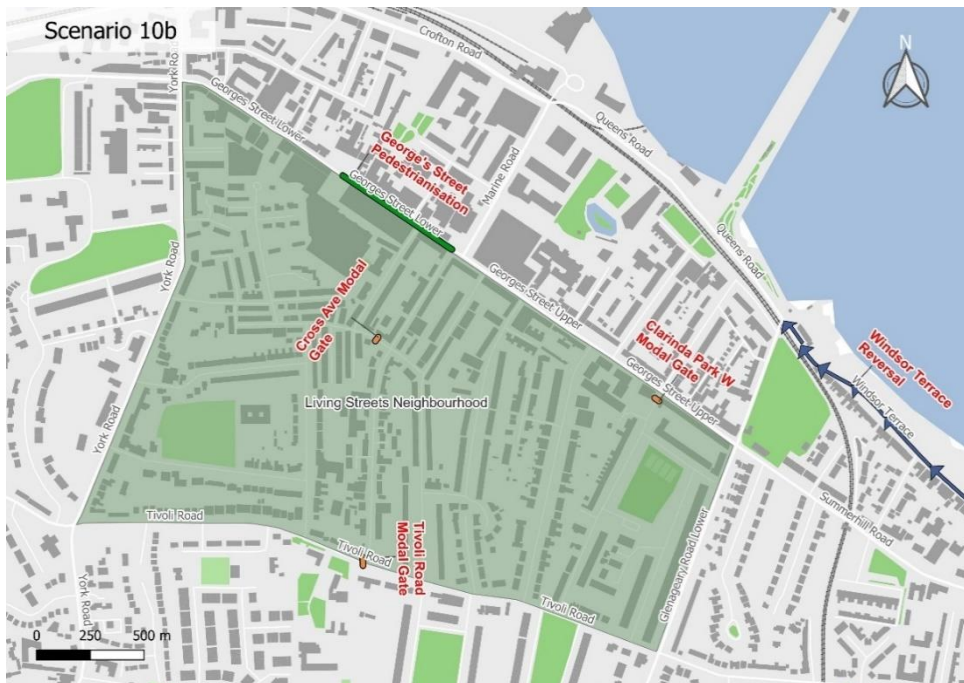 Scenario 10b
N
Crofton Road
York Road
Georges Street Lower
Queens Road
George's Street
Pedestrianisation
Marine Road
Georges Street Lower
Queens Road
York Road
Georges Street Upper
Cross Ave Modal
Gate
Clarinda Park W
Modal Gate
Windsor Terrace
Reversal
Windsor Terrace
Georges Street Upper
Living Streets Neighbourhood
York Road
Summerhill Road
Tivoli Road
Tivoli Road
Tivoli Road
Modal Gate
Glenageary Road Lower
York Road
Tivoli Road
0 250 500 m